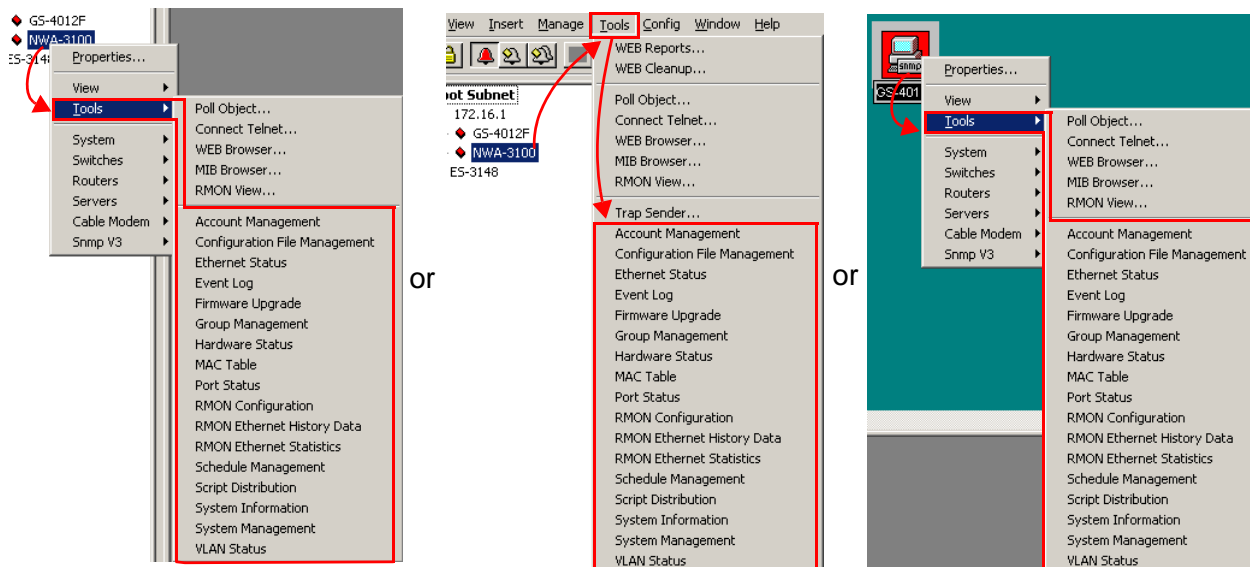 GS-4012F
NWA-3100
ES-314
Properties...
View
Tools
System
Switches
Routers
Servers
Cable Modem
Snmp V3
Poll Object...
Connect Telnet...
WEB Browser...
MIB Browser...
RMON View...
Account Management
Configuration File Management
Ethernet Status
Event Log
Firmware Upgrade
Group Management
Hardware Status
MAC Table
Port Status
RMON Configuration
RMON Ethernet History Data
RMON Ethernet Statistics
Schedule Management
Script Distribution
System Information
System Management
VLAN Status
or
View Insert Manage Tools Config Window Help
ot Subnet
172.16.1
GS-4012F
NWA-3100
ES-3148
WEB Reports...
WEB Cleanup...
Poll Object...
Connect Telnet...
WEB Browser...
MIB Browser...
RMON View...
Trap Sender...
Account Management
Configuration File Management
Ethernet Status
Event Log
Firmware Upgrade
Group Management
Hardware Status
MAC Table
Port Status
RMON Configuration
RMON Ethernet History Data
RMON Ethernet Statistics
Schedule Management
Script Distribution
System Information
System Management
VLAN Status
or
snmp
GS-401
Properties...
View
Tools
System
Switches
Routers
Servers
Cable Modem
Snmp V3
Poll Object...
Connect Telnet...
WEB Browser...
MIB Browser...
RMON View...
Account Management
Configuration File Management
Ethernet Status
Event Log
Firmware Upgrade
Group Management
Hardware Status
MAC Table
Port Status
RMON Configuration
RMON Ethernet History Data
RMON Ethernet Statistics
Schedule Management
Script Distribution
System Information
System Management
VLAN Status